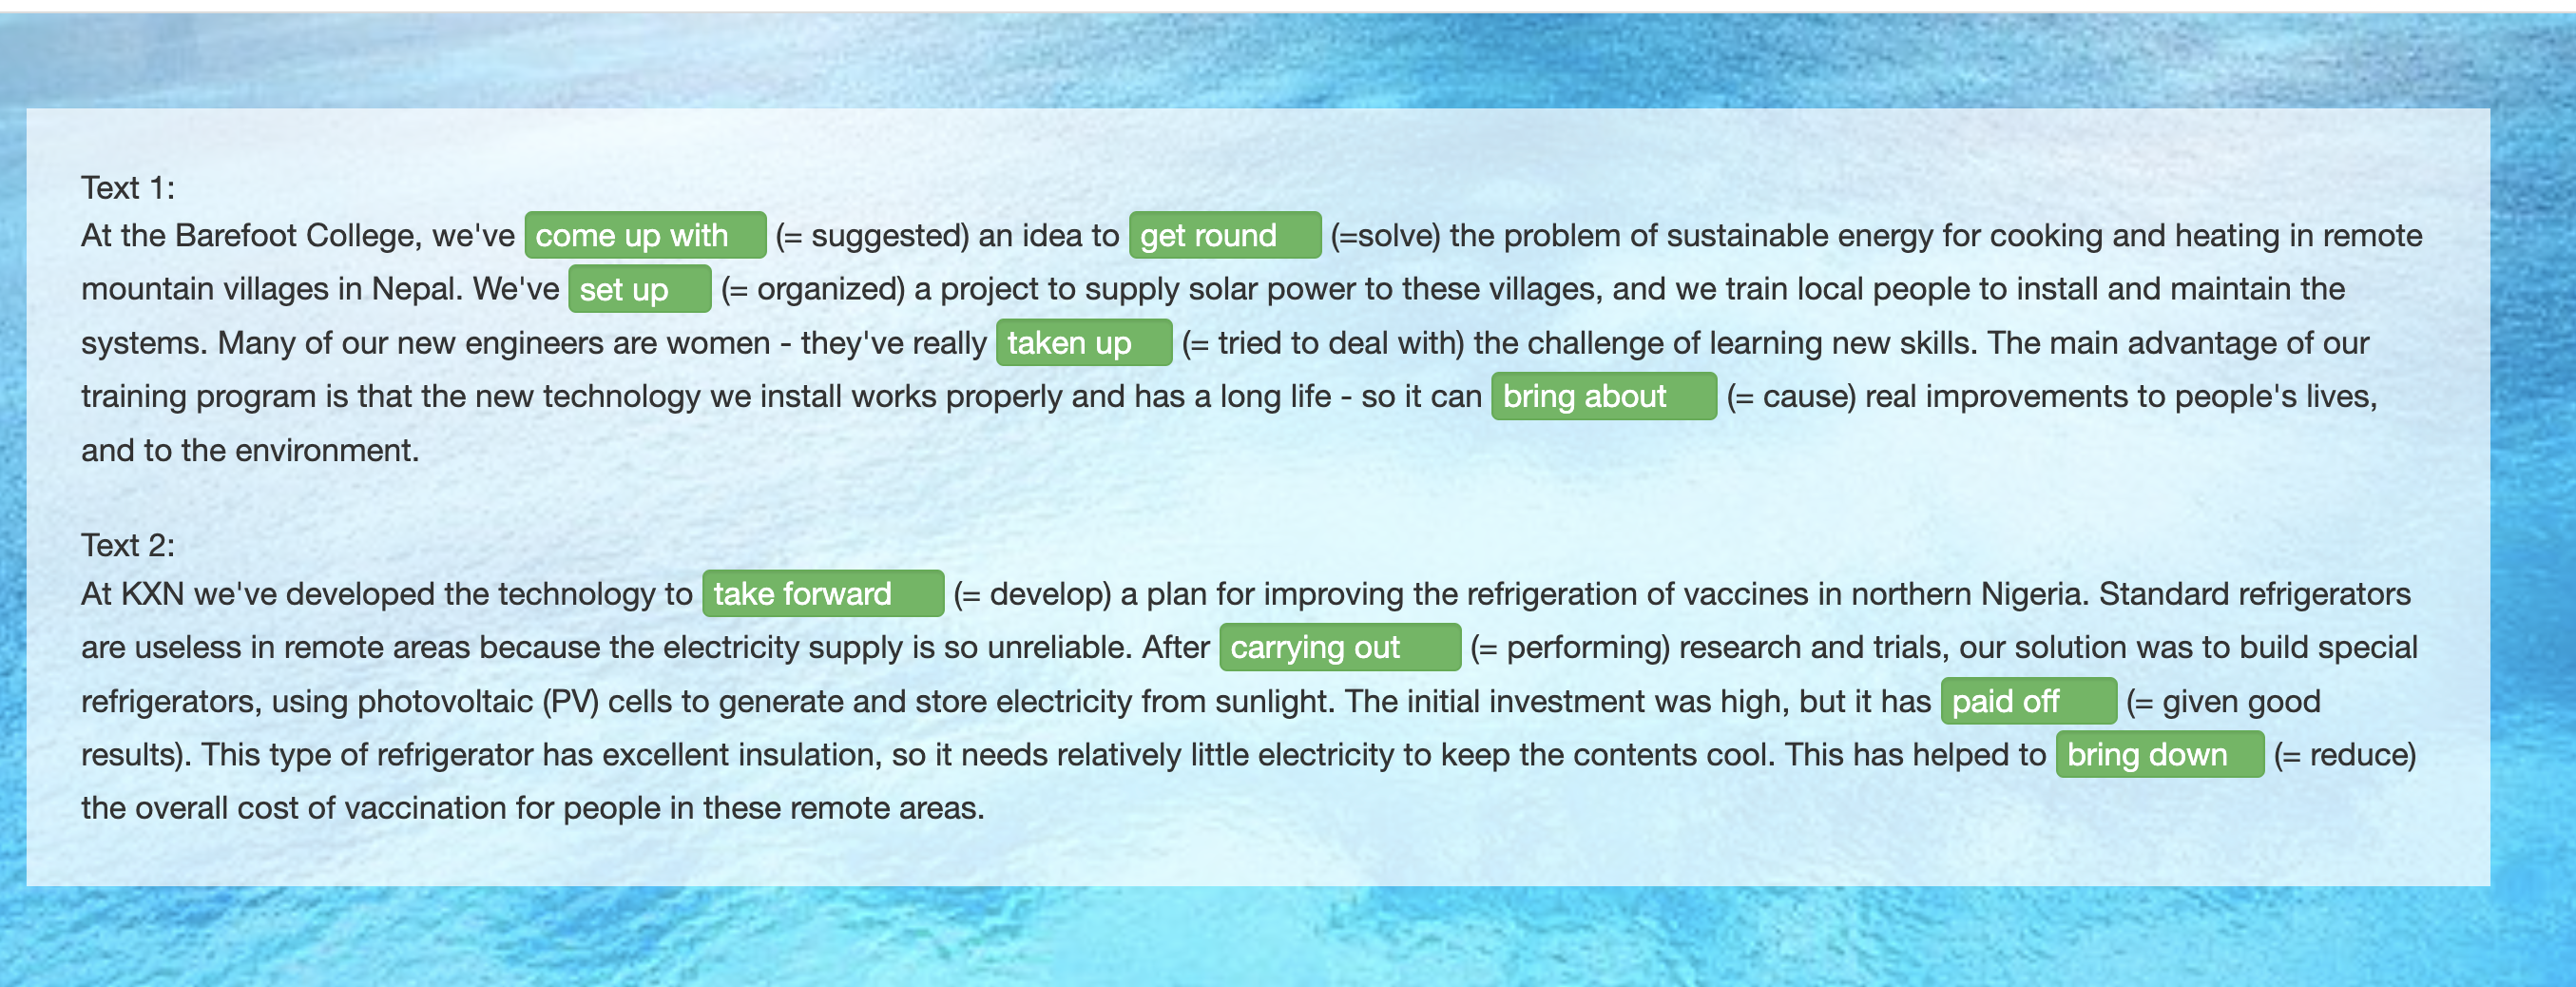 Text 1:
At the Barefoot College, we've come up with (= suggested) an idea to get round (=solve) the problem of sustainable energy for cooking and heating in remote
mountain villages in Nepal. We've set up (= organized) a project to supply solar power to these villages, and we train local people to install and maintain the
systems. Many of our new engineers are women - they've really taken up (= tried to deal with) the challenge of learning new skills. The main advantage of our
training program is that the new technology we install works properly and has a long life - so it can bring about (= cause) real improvements to people's lives,
and to the environment.
Text 2:
At KXN we've developed the technology to take forward (= develop) a plan for improving the refrigeration of vaccines in northern Nigeria. Standard refrigerators
are useless in remote areas because the electricity supply is so unreliable. After carrying out (= performing) research and trials, our solution was to build special
refrigerators, using photovoltaic (PV) cells to generate and store electricity from sunlight. The initial investment was high, but it has paid off (= given good
results). This type of refrigerator has excellent insulation, so it needs relatively little electricity to keep the contents cool. This has helped to bring down (= reduce)
the overall cost of vaccination for people in these remote areas.